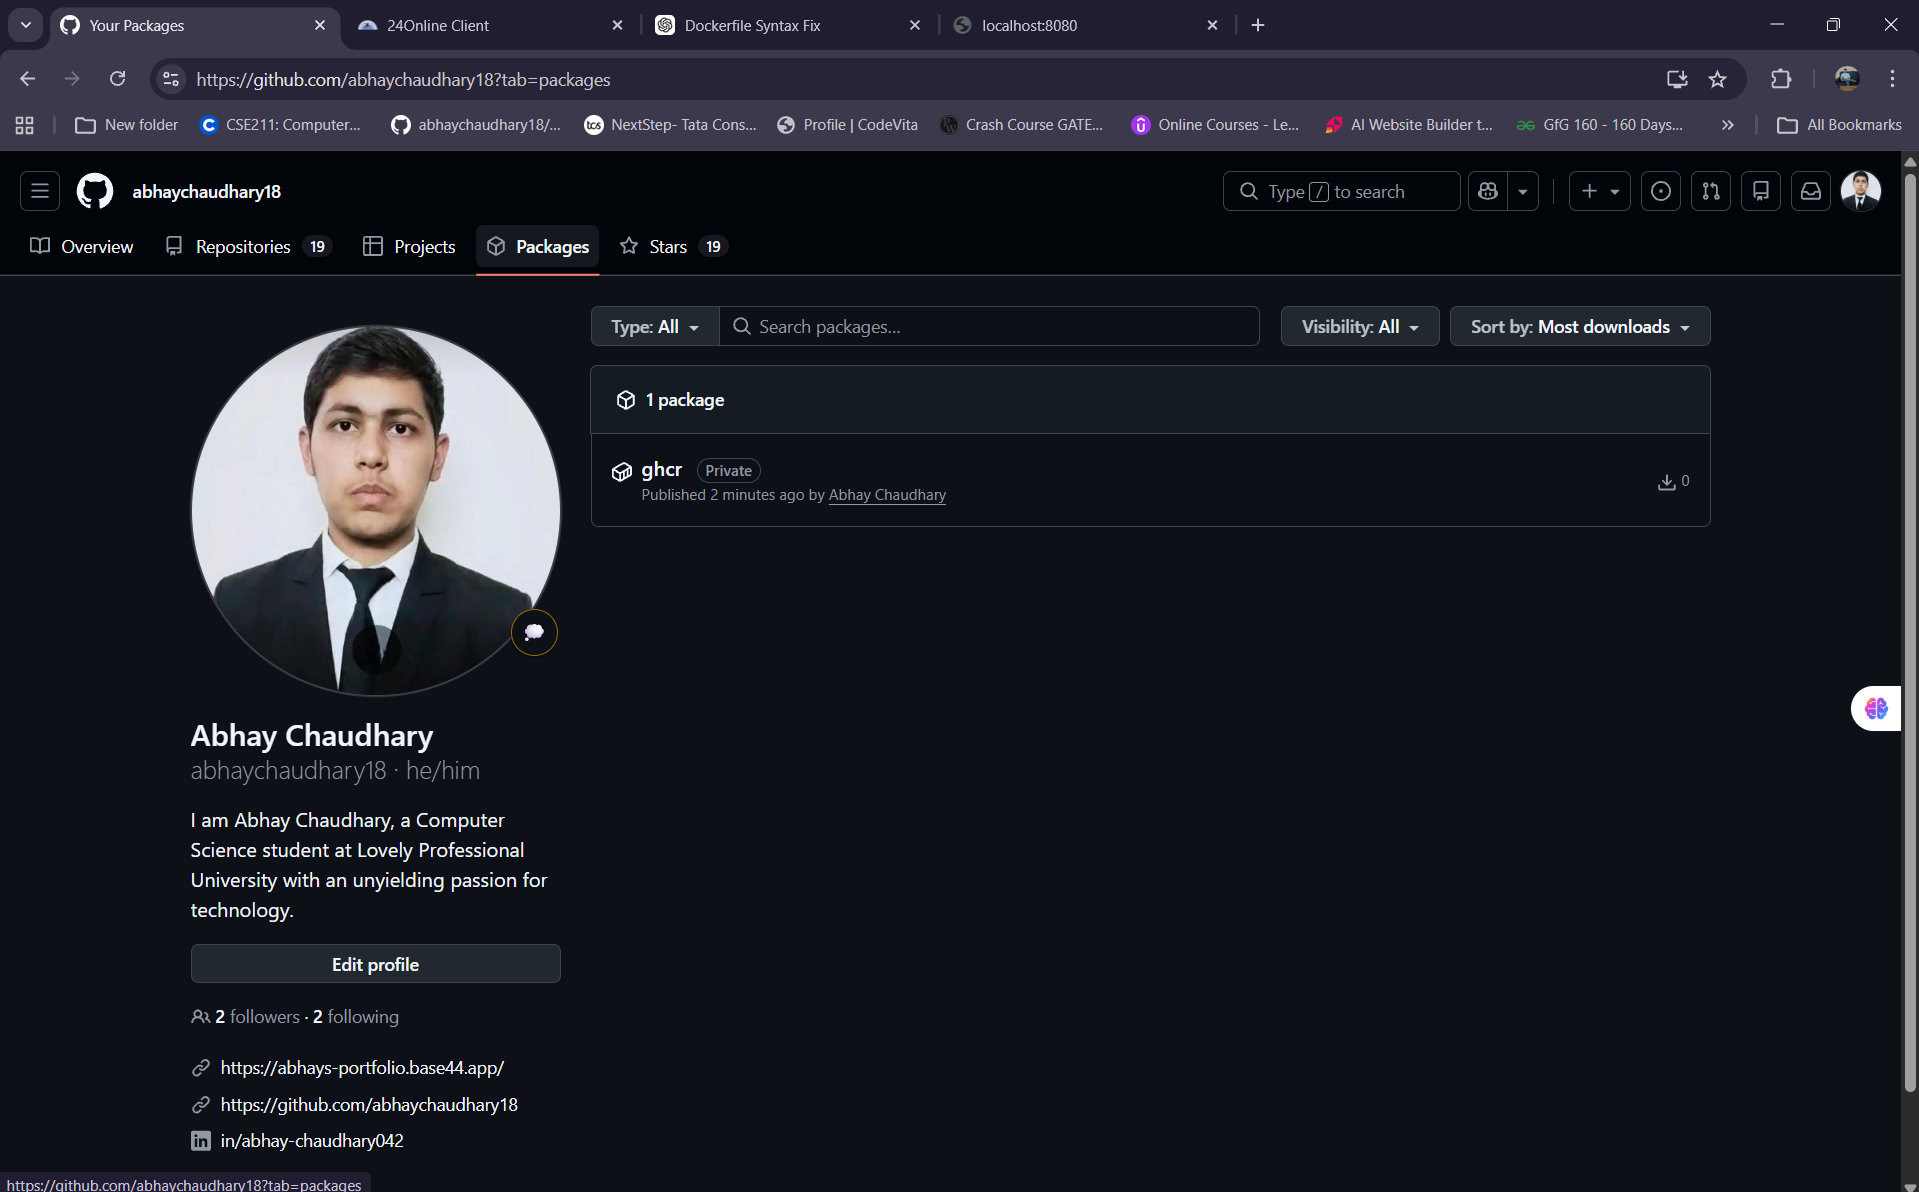 Your Packages
24Online Client
Dockerfile Syntax Fix
localhost:8080
https://github.com/abhaychaudhary18?tab=packages
New folder
CSE211: Computer...
abhaychaudhary18/...
NextStep- Tata Cons...
Profile | CodeVita
Crash Course GATE...
Online Courses - Le...
AI Website Builder t...
GfG 160 - 160 Days...
All Bookmarks
abhaychaudhary18
Type / to search
Overview
Repositories 19
Projects
Packages
Stars 19
Type: All
Search packages...
Visibility: All
Sort by: Most downloads
1 package
ghcr Private
Published 2 minutes ago by Abhay Chaudhary
0
Abhay Chaudhary
abhaychaudhary18 · he/him
I am Abhay Chaudhary, a Computer
Science student at Lovely Professional
University with an unyielding passion for
technology.
Edit profile
2 followers · 2 following
https://abhays-portfolio.base44.app/
https://github.com/abhaychaudhary18
in/abhay-chaudhary042
https://github.com/abhaychaudhary18?tab=packages